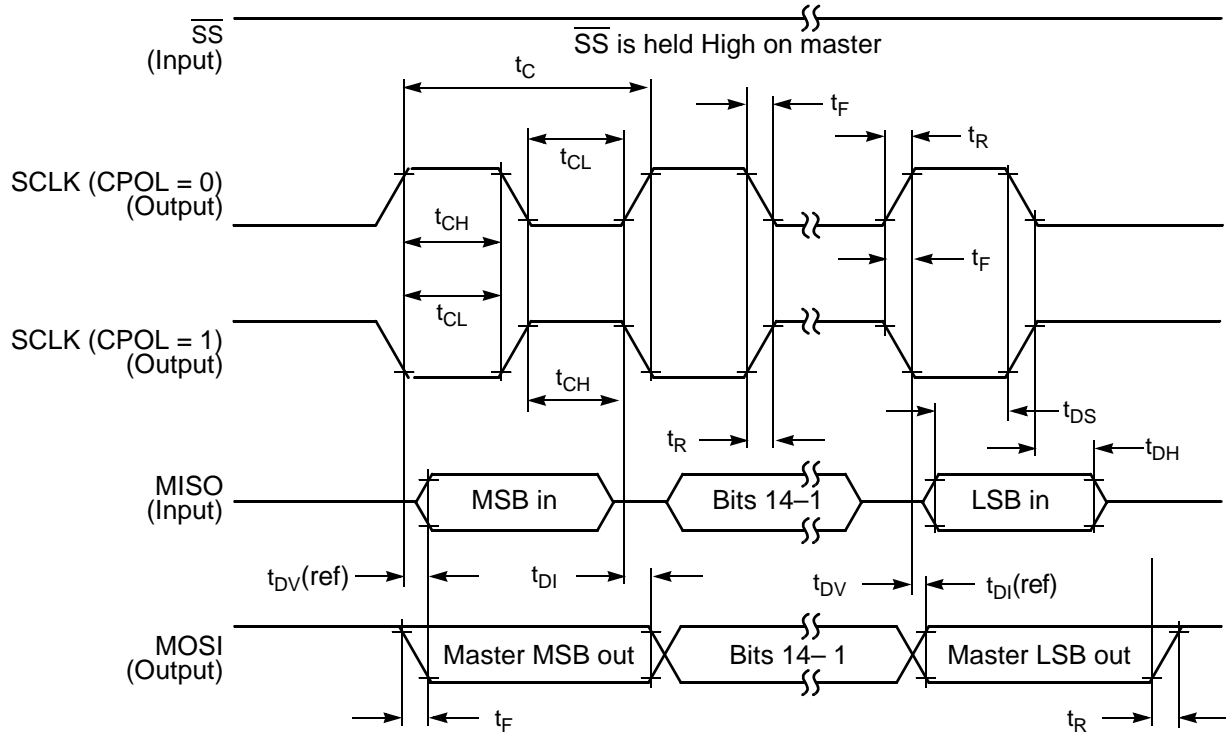 SS
(Input)
SS is held High on master
tC
tF
tR
tCL
SCLK (CPOL = 0)
(Output)
tCH
tF
tCL
SCLK (CPOL = 1)
(Output)
tCH
tDS
tR
tDH
MISO
(Input)
MSB in
Bits 14–1
LSB in
tDV(ref)
tDI
tDV
tDI(ref)
MOSI
(Output)
Master MSB out
Bits 14– 1
Master LSB out
tF
tR